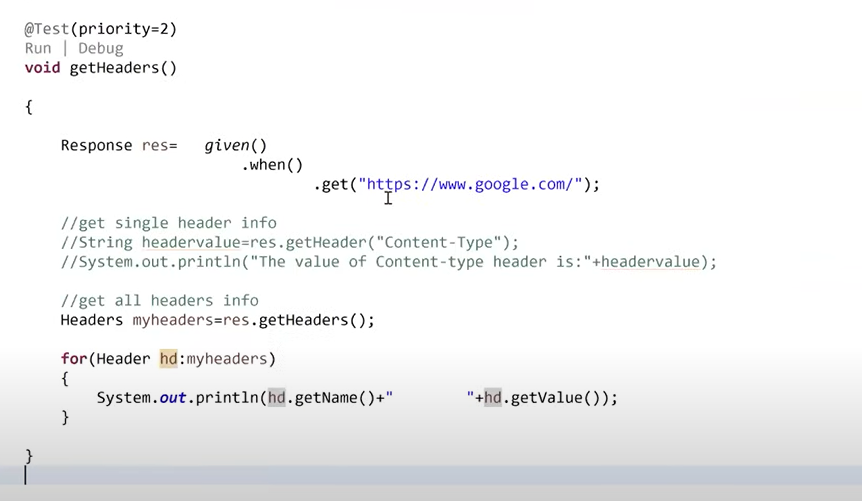 @Test(priority=2)
Run | Debug
void getHeaders()
{
Response res=   given()
.when()
.get("https://www.google.com/");
//get single header info
//String headervalue=res.getHeader("Content-Type");
//System.out.println("The value of Content-type header is:"+headervalue);
//get all headers info
Headers myheaders=res.getHeaders();
for(Header hd:myheaders)
{
System.out.println(hd.getName()+"        "+hd.getValue());
}
}